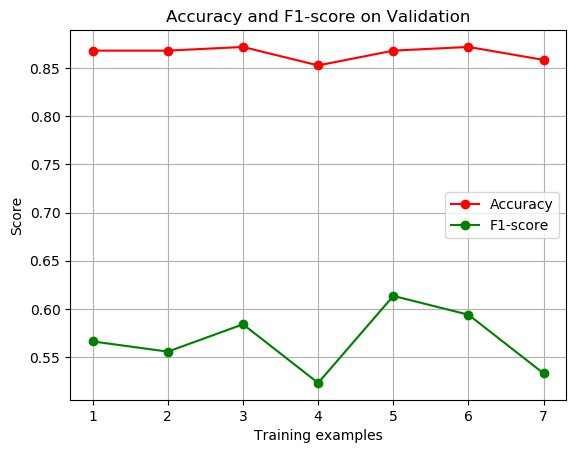 Accuracy and F1-score on Validation
Score
0.85
0.80
0.75
0.70
0.65
0.60
0.55
Accuracy
F1-score
1 2 3 4 5 6 7
Training examples